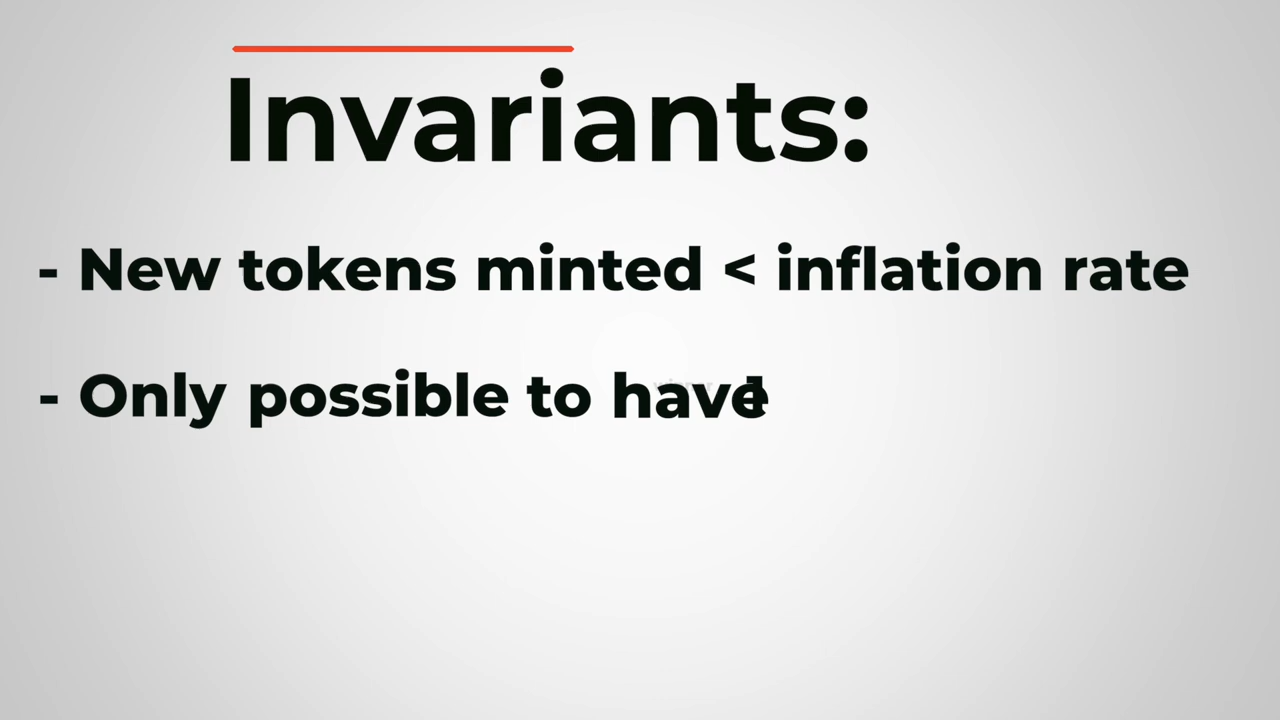 Invariants:
- New tokens minted < inflation rate
- Only possible to have